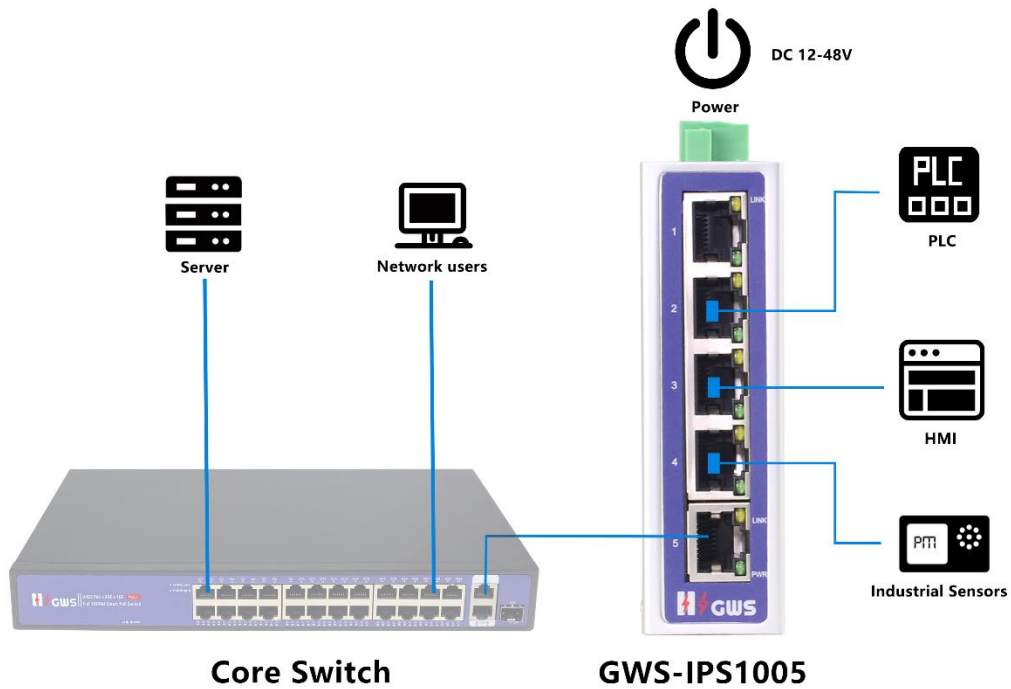 DC 12-48V
Power
PLC
PLC
Server
Network users
LINK
1
2
3
HMI
4
LINK
5
PWR
PM
Industrial Sensors
GWS
GWS
Core Switch
GWS-IPS1005